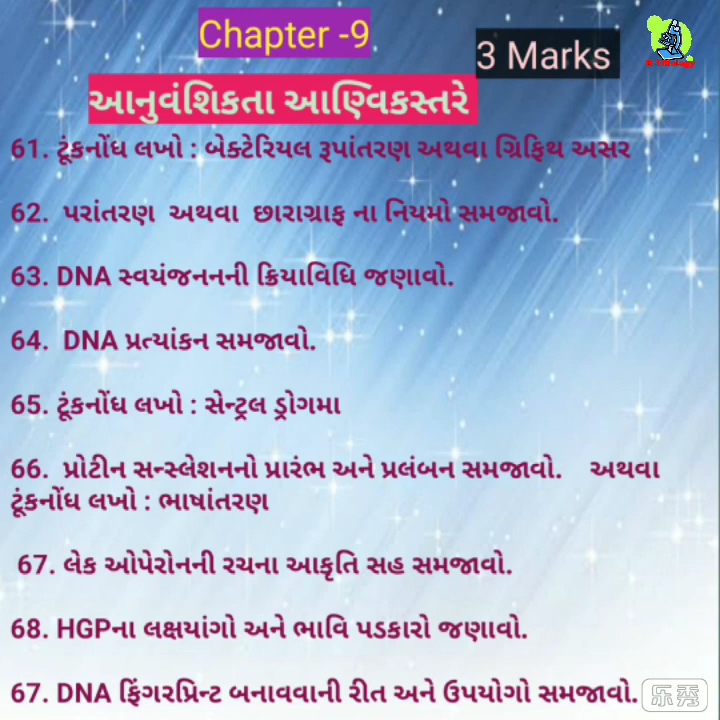 Chapter -9
3 Marks
આનુવંશિકતા આણ્વિકસ્તરે
61. ટૂંકનોંધ લખો : બેક્ટેરિયલ રૂપાંતરણ અથવા ગ્રિફિથ અસર
62. પરાંતરણ અથવા છારાગ્રાફ ના નિયમો સમજાવો.
63. DNA સ્વયંજનનની ક્રિયાવિધિ જણાવો.
64. DNA પ્રત્યાંકન સમજાવો.
65. ટૂંકનોંધ લખો : સેન્ટ્રલ ડ્રોગમા
66. પ્રોટીન સન્સ્લેશનનો પ્રારંભ અને પ્રલંબન સમજાવો. અથવા
ટૂંકનોંધ લખો : ભાષાંતરણ
67. લેક ઓપેરોનની રચના આકૃતિ સહ સમજાવો.
68. HGPના લક્ષયાંગો અને ભાવિ પડકારો જણાવો.
67. DNA ફિંગરપ્રિન્ટ બનાવવાની રીત અને ઉપયોગો સમજાવો.
乐秀